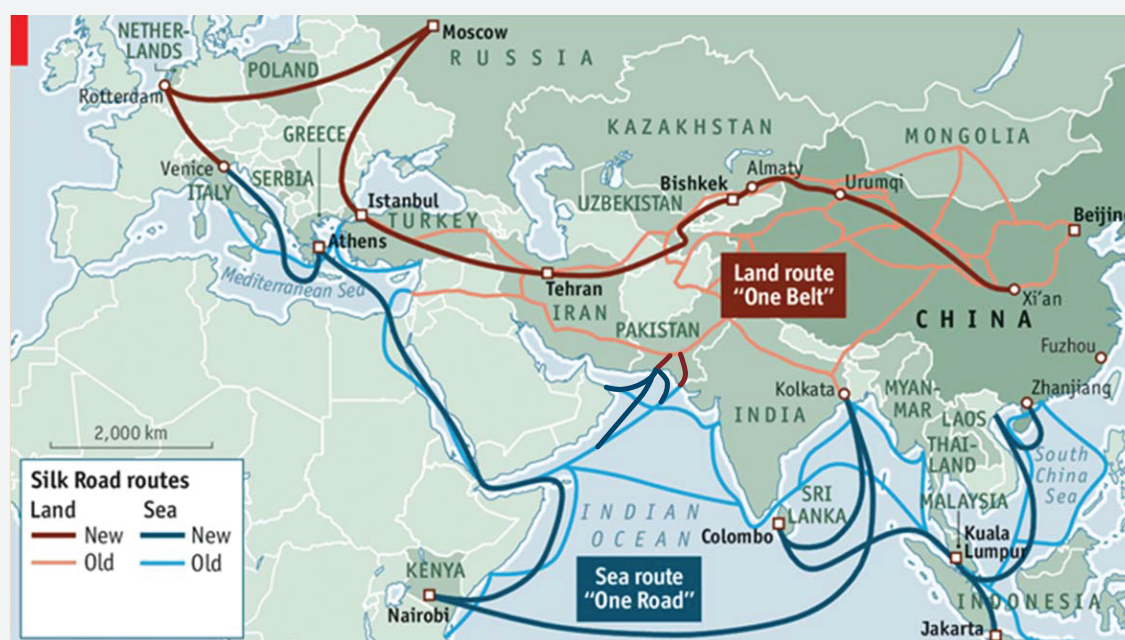 NETHER-
LANDS
Moscow
RUSSIA
POLAND
Rotterdam
GREECE
KAZAKHSTAN
MONGOLIA
Venice
ITALY
SERBIA
Almaty
Bishkek
Urumqi
UZBEKISTAN
Istanbul
TURKEY
Beijing
Athens
Mediterranean Sea
Land route
“One Belt”
Tehran
IRAN
Xi’an
PAKISTAN
CHINA
Fuzhou
Kolkata
INDIA
MYAN-
MAR
Zhanjiang
LAOS
2,000 km
THAI-
LAND
South
China
Sea
Silk Road routes
Land
Sea
New
New
Old
Old
INDIAN
OCEAN
SRI
LANKA
Colombo
MALAYSIA
Kuala
Lumpur
KENYA
Nairobi
Sea route
“One Road”
INDONESIA
Jakarta